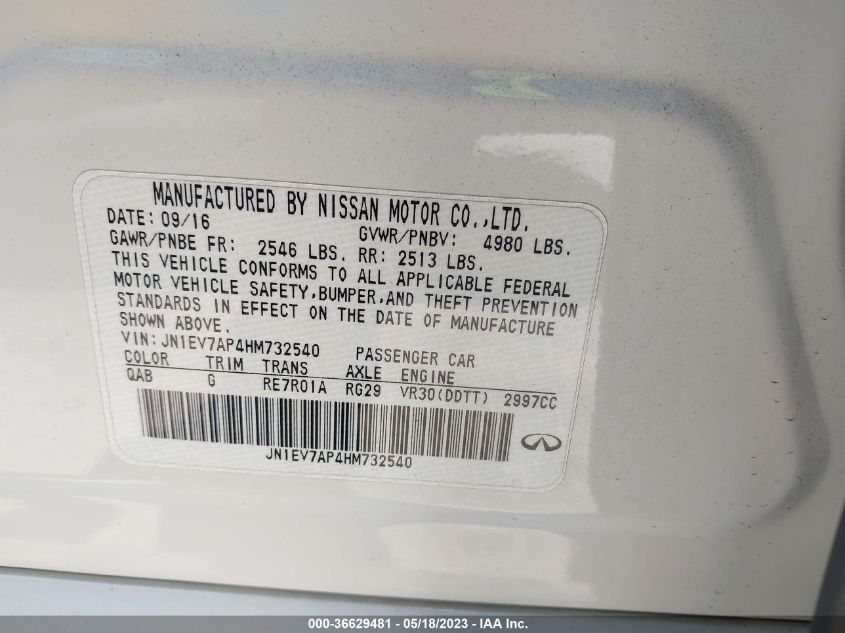 MANUFACTURED BY NISSAN MOTOR CO.,LTD.
DATE: 09/16 GVWR/PNBV: 4980 LBS.
GAWR/PNBE FR: 2546 LBS. RR: 2513 LBS.
THIS VEHICLE CONFORMS TO ALL APPLICABLE FEDERAL
MOTOR VEHICLE SAFETY,BUMPER,AND THEFT PREVENTION
STANDARDS IN EFFECT ON THE DATE OF MANUFACTURE
SHOWN ABOVE.
VIN: JN1EV7AP4HM732540 PASSENGER CAR
COLOR TRIM TRANS AXLE ENGINE
QAB G RE7R01A RG29 VR30(DDTT) 2997CC
JN1EV7AP4HM732540
000-36629481 - 05/18/2023 - IAA Inc.